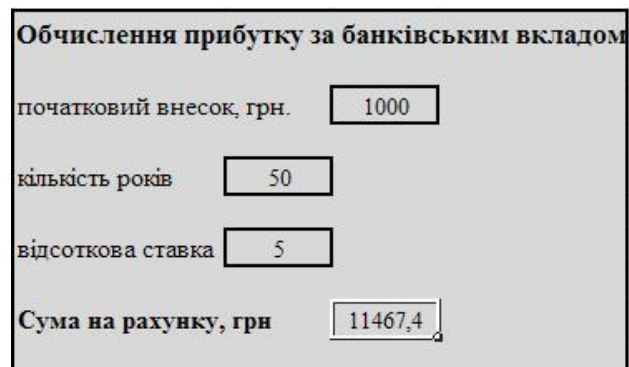 Обчислення прибутку за банківським вкладом
початковий внесок, грн. 1000
кількість років 50
відсоткова ставка 5
Сума на рахунку, грн 11467,4